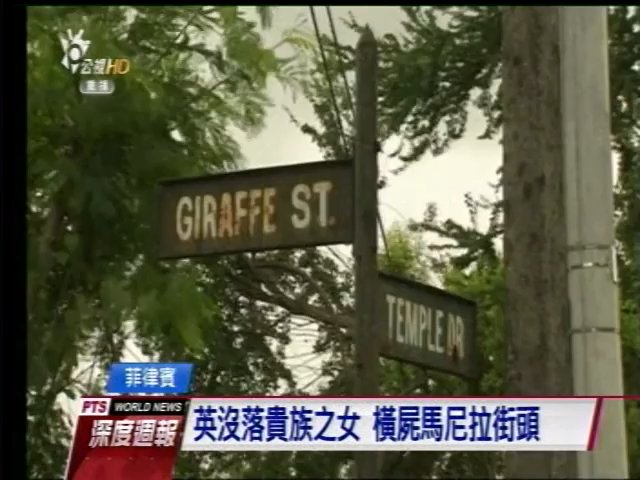 公視HD
重播
GIRAFFE ST.
TEMPLE DR
菲律賓
PTS WORLD NEWS
深度週報
英沒落貴族之女 橫屍馬尼拉街頭